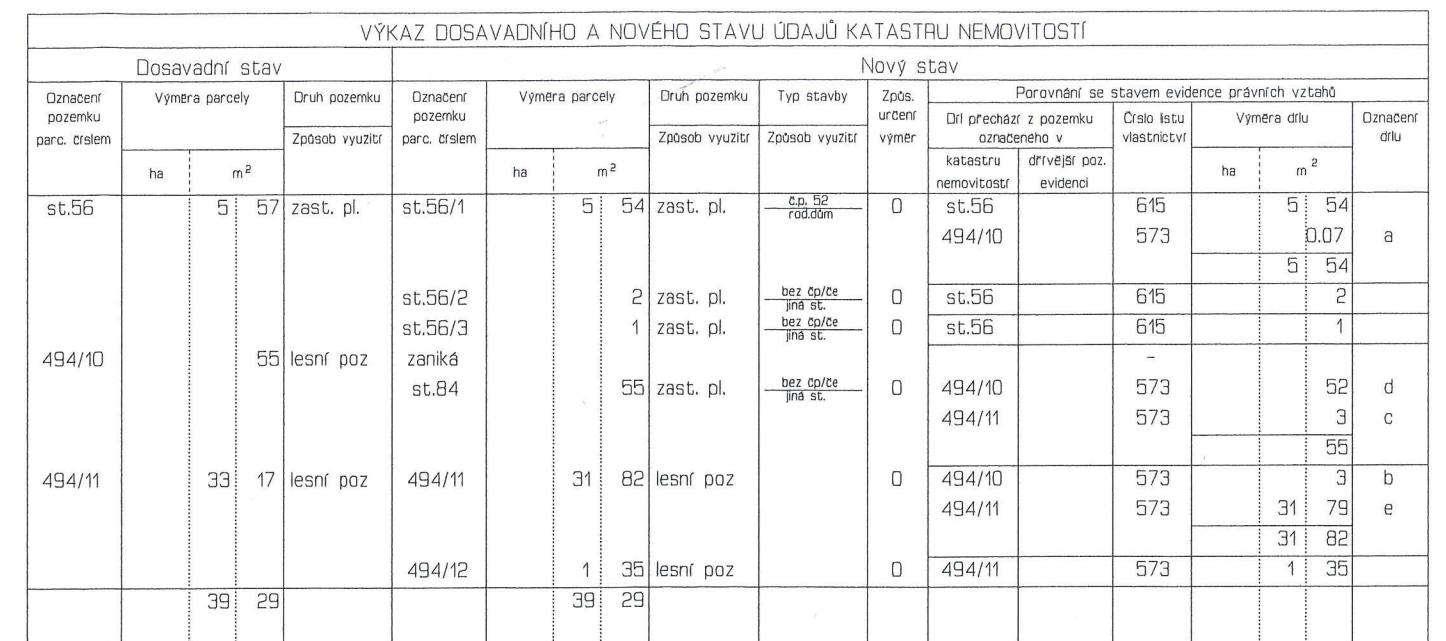 VÝKAZ DOSAVADNÍHO A NOVÉHO STAVU ÚDAJŮ KATASTRU NEMOVITOSTÍ
Dosavadní stav Nový stav
Označení pozemku parc. číslem
Výměra parcely
ha m²
Druh pozemku
Způsob využití
Označení pozemku parc. číslem
Výměra parcely
ha m²
Druh pozemku
Způsob využití
Typ stavby
Způsob využití
Způs. určení výměr
Porovnání se stavem evidence právních vztahů
Díl přechází z pozemku označeného v
katastru nemovitostí
dřívější poz. evidenci
Číslo listu vlastnictví
Výměra dílu
ha m²
Označení dílu
st.56 5 57 zast. pl. st.56/1 5 54 zast. pl. č.p. 52 rod.dům 0 st.56 615 5 54
494/10 573 0.07 a
5 54
st.56/2 2 zast. pl. bez čp/če jiná st. 0 st.56 615 2
st.56/3 1 zast. pl. bez čp/če jiná st. 0 st.56 615 1
494/10 55 lesní poz zaniká -
st.84 55 zast. pl. bez čp/če jiná st. 0 494/10 573 52 d
494/11 573 3 c
55
494/11 33 17 lesní poz 494/11 31 82 lesní poz 0 494/10 573 3 b
494/11 573 31 79 e
31 82
494/12 1 35 lesní poz 0 494/11 573 1 35
39 29 39 29